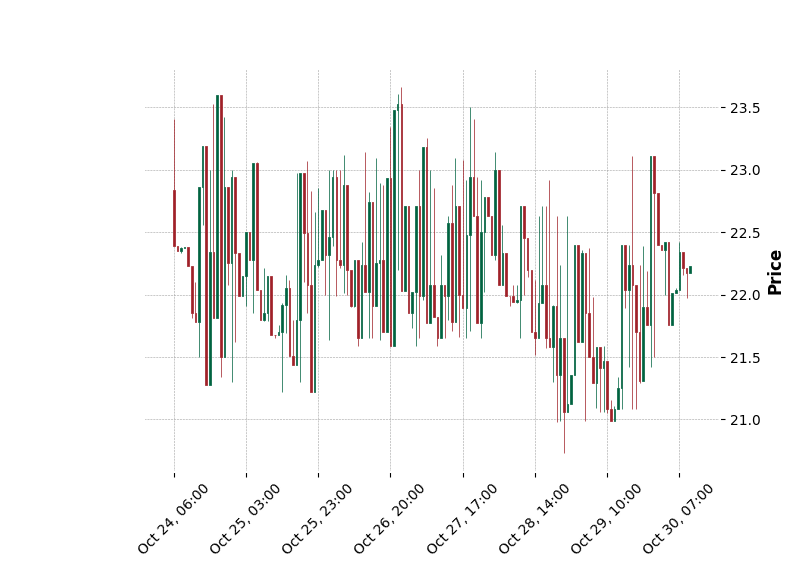 23.5
23.0
22.5
22.0
21.5
21.0
Price
Oct 24, 06:00
Oct 25, 03:00
Oct 25, 23:00
Oct 26, 20:00
Oct 27, 17:00
Oct 28, 14:00
Oct 29, 10:00
Oct 30, 07:00